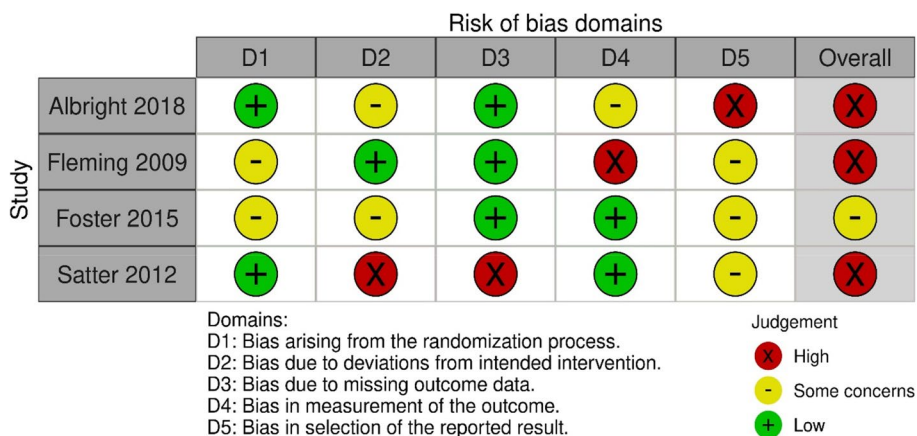 Risk of bias domains
D1 D2 D3 D4 D5 Overall
Study
Albright 2018 + - + - X X
Fleming 2009 - + + X - X
Foster 2015 - - + + - -
Satter 2012 + X X + - X
Domains:
D1: Bias arising from the randomization process.
D2: Bias due to deviations from intended intervention.
D3: Bias due to missing outcome data.
D4: Bias in measurement of the outcome.
D5: Bias in selection of the reported result.
Judgement
X High
- Some concerns
+ Low